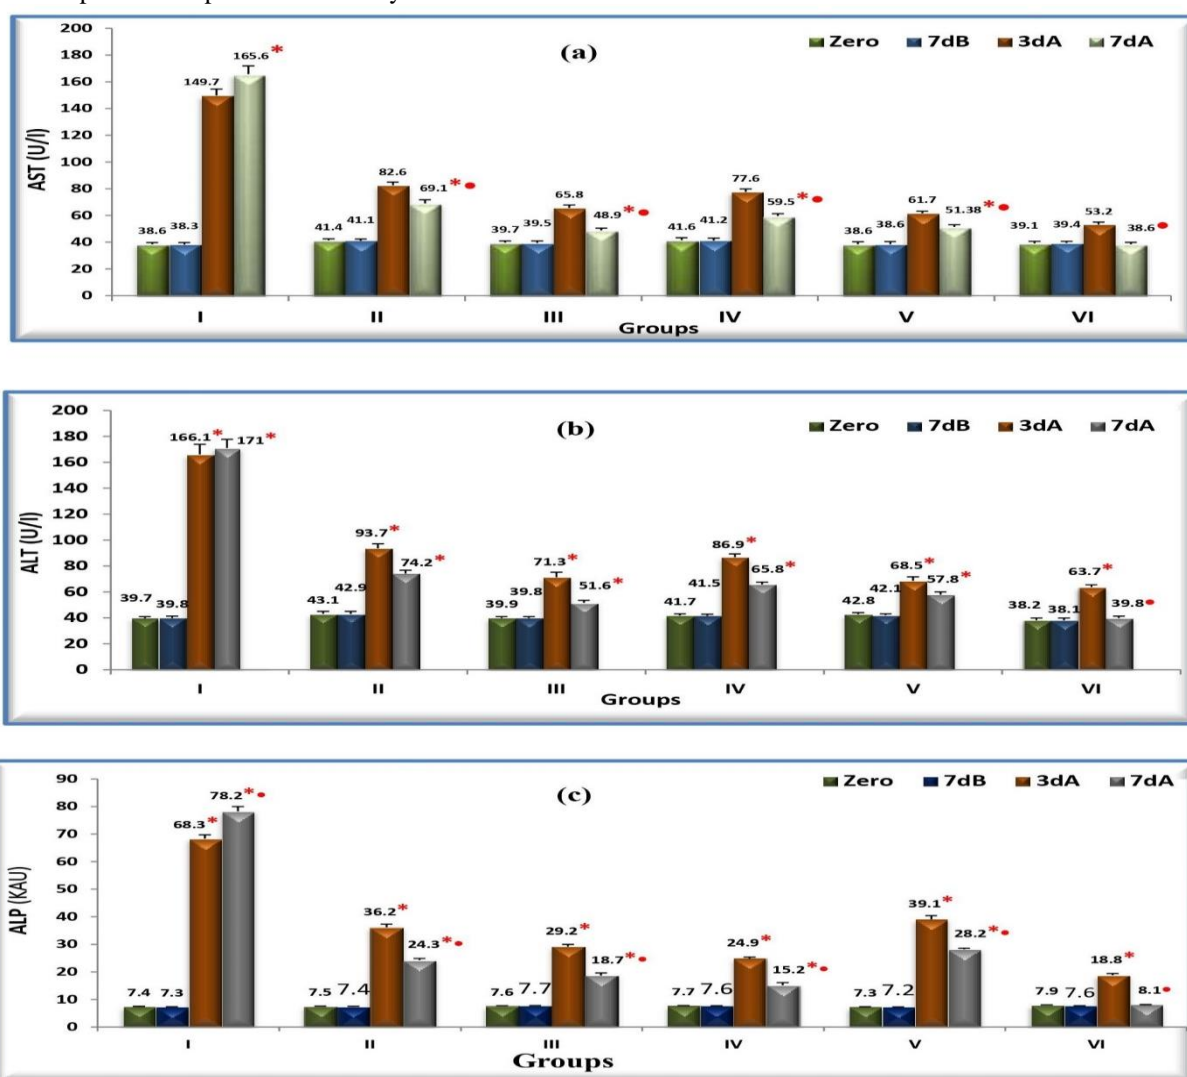 200
180
160
140
120
100
80
60
40
20
0
AST (U/l)
(a)
Zero 7dB 3dA 7dA
38.6 38.3 149.7 165.6 *
41.4 41.1 82.6 69.1 * •
39.7 39.5 65.8 48.9 * •
41.6 41.2 77.6 59.5 * •
38.6 38.6 61.7 51.38 * •
39.1 39.4 53.2 38.6 •
I II III IV V VI
Groups
200
180
160
140
120
100
80
60
40
20
0
ALT (U/l)
(b)
Zero 7dB 3dA 7dA
39.7 39.8 166.1 * 171 *
43.1 42.9 93.7 * 74.2 *
39.9 39.8 71.3 * 51.6 *
41.7 41.5 86.9 * 65.8 *
42.8 42.1 68.5 * 57.8 *
38.2 38.1 63.7 * 39.8 •
I II III IV V VI
Groups
90
80
70
60
50
40
30
20
10
0
ALP (KAU)
(c)
Zero 7dB 3dA 7dA
7.4 7.3 68.3 * 78.2 * •
7.5 7.4 36.2 * 24.3 * •
7.6 7.7 29.2 * 18.7 * •
7.7 7.6 24.9 * 15.2 * •
7.3 7.2 39.1 * 28.2 * •
7.9 7.6 18.8 * 8.1 •
I II III IV V VI
Groups